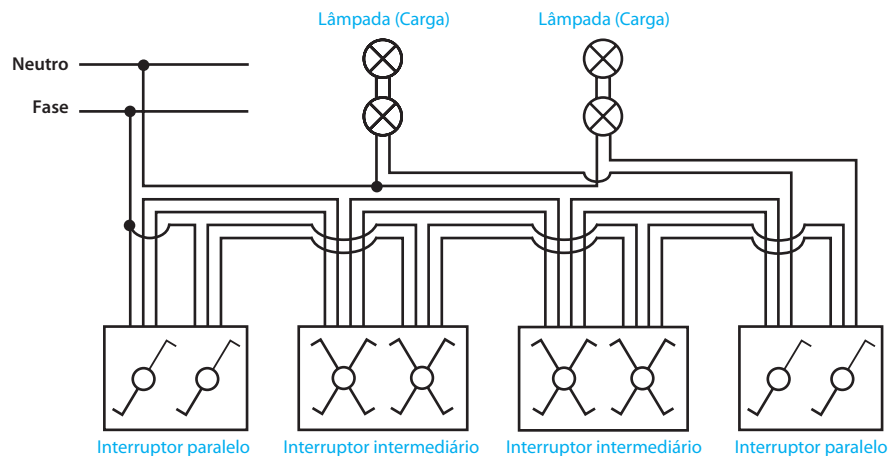 Lâmpada (Carga)
Lâmpada (Carga)
Neutro
Fase
Interruptor paralelo
Interruptor intermediário
Interruptor intermediário
Interruptor paralelo